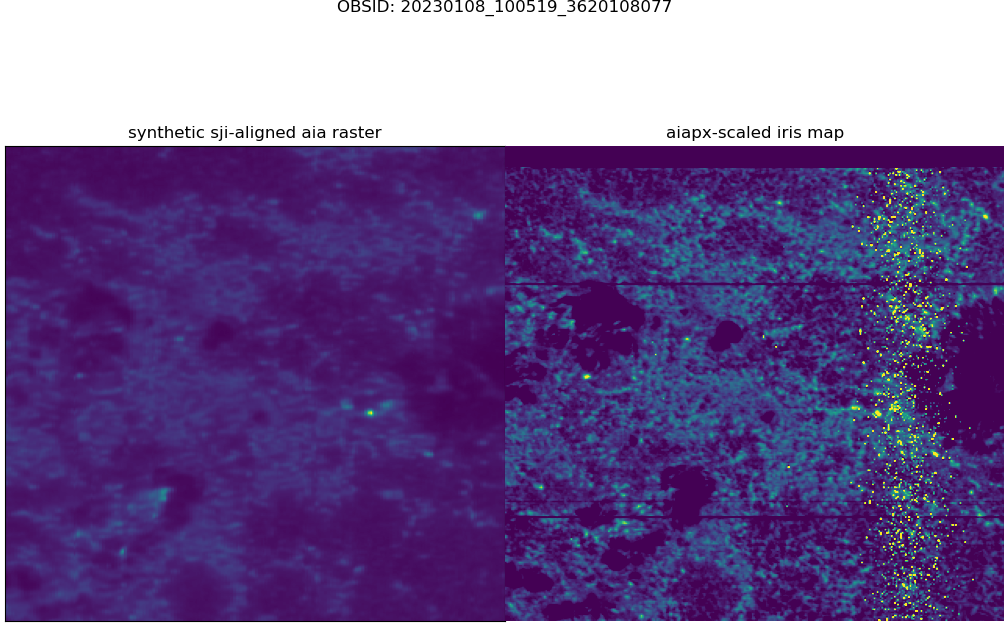 OBSID: 20230108_100519_3620108077
synthetic sji-aligned aia raster
aiapx-scaled iris map